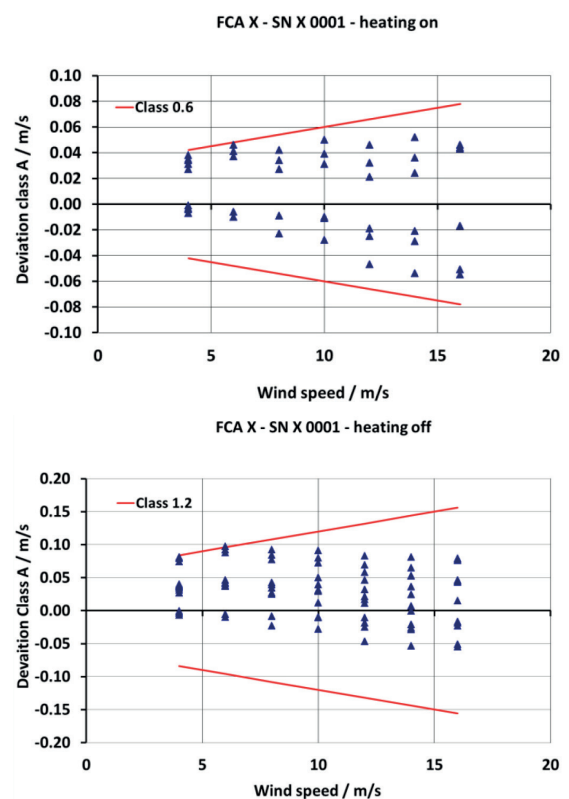 FCA X - SN X 0001 - heating on
0.10
0.08
Class 0.6
0.06
0.04
0.02
0.00
-0.02
-0.04
-0.06
-0.08
-0.10
Deviation class A / m/s
0 5 10 15 20
Wind speed / m/s
FCA X - SN X 0001 - heating off
0.20
Class 1.2
0.15
0.10
0.05
0.00
-0.05
-0.10
-0.15
-0.20
Devaition Class A / m/s
0 5 10 15 20
Wind speed / m/s